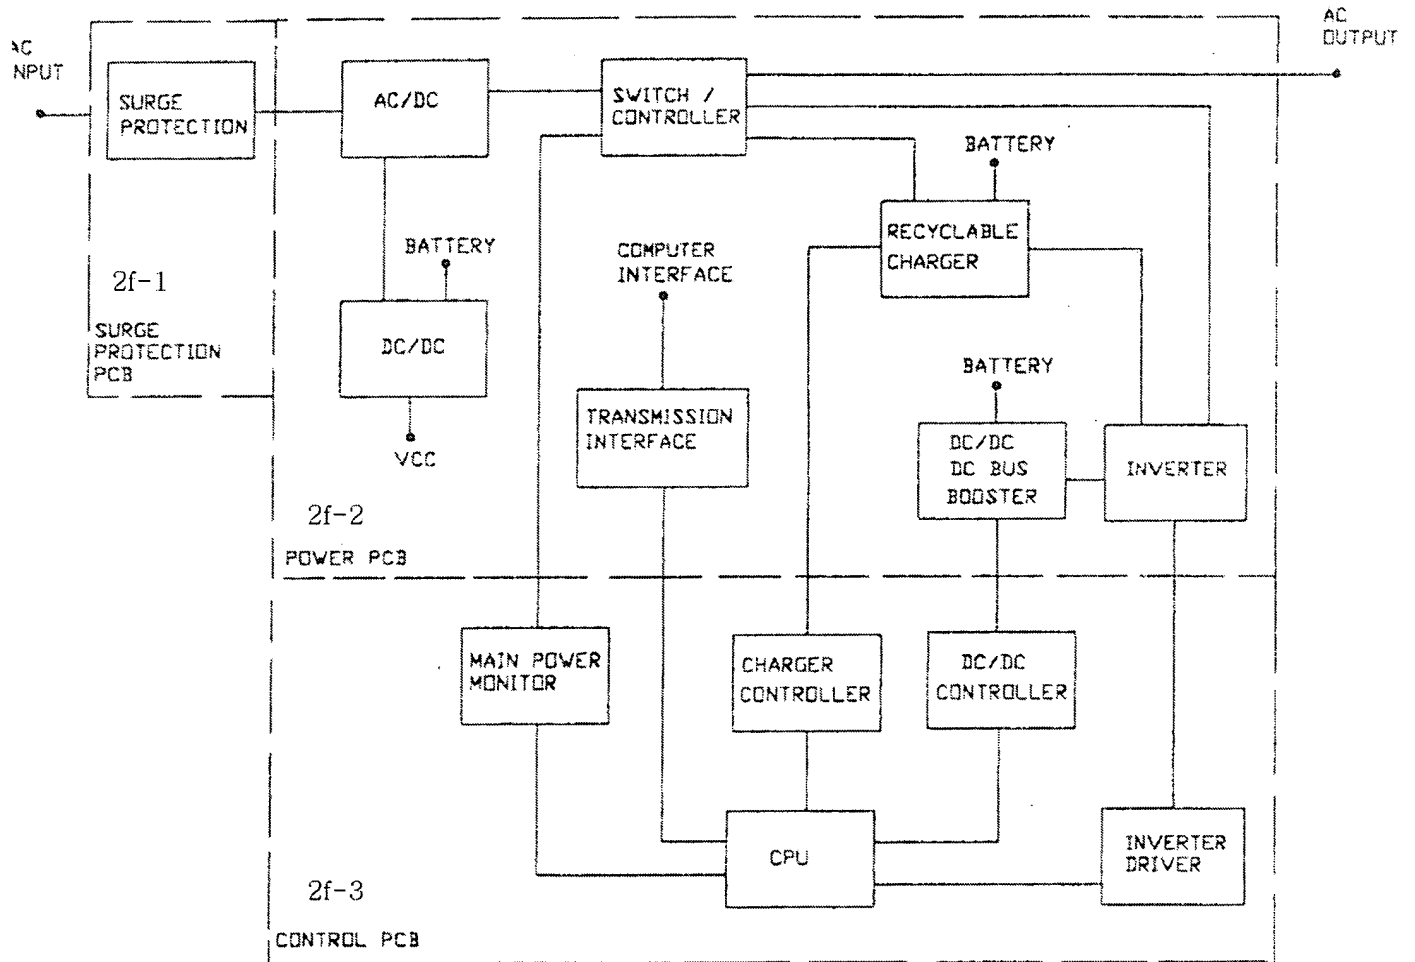 AC
NPUT
AC
OUTPUT
SURGE
PROTECTION
AC/DC
SWITCH /
CONTROLLER
BATTERY
RECYCLABLE
CHARGER
BATTERY
COMPUTER
INTERFACE
2f-1
SURGE
PROTECTION
PCB
DC/DC
BATTERY
TRANSMISSION
INTERFACE
DC/DC
DC BUS
BOOSTER
INVERTER
VCC
2f-2
POWER PCB
MAIN POWER
MONITOR
CHARGER
CONTROLLER
DC/DC
CONTROLLER
CPU
INVERTER
DRIVER
2f-3
CONTROL PCB